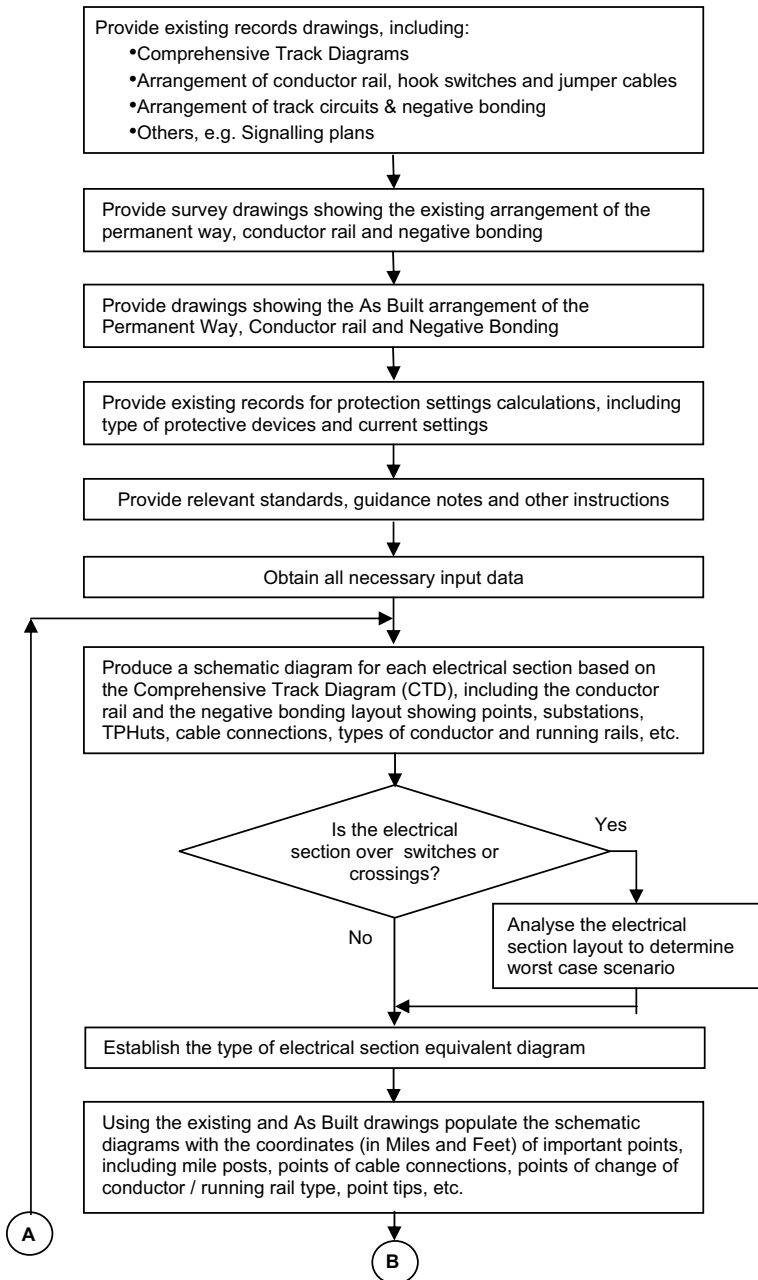 Provide existing records drawings, including:
•Comprehensive Track Diagrams
•Arrangement of conductor rail, hook switches and jumper cables
•Arrangement of track circuits & negative bonding
•Others, e.g. Signalling plans
Provide survey drawings showing the existing arrangement of the
permanent way, conductor rail and negative bonding
Provide drawings showing the As Built arrangement of the
Permanent Way, Conductor rail and Negative Bonding
Provide existing records for protection settings calculations, including
type of protective devices and current settings
Provide relevant standards, guidance notes and other instructions
Obtain all necessary input data
Produce a schematic diagram for each electrical section based on
the Comprehensive Track Diagram (CTD), including the conductor
rail and the negative bonding layout showing points, substations,
TPHuts, cable connections, types of conductor and running rails, etc.
Is the electrical
section over switches or
crossings?
Yes
No
Analyse the electrical
section layout to determine
worst case scenario
Establish the type of electrical section equivalent diagram
Using the existing and As Built drawings populate the schematic
diagrams with the coordinates (in Miles and Feet) of important points,
including mile posts, points of cable connections, points of change of
conductor / running rail type, point tips, etc.
A
B